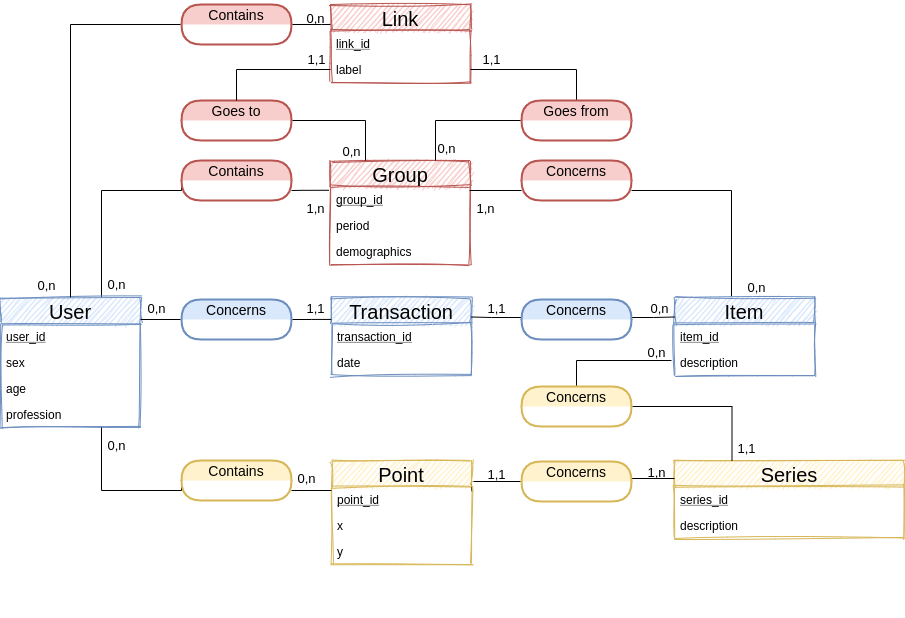 Contains
0,n
Link
link_id
label
1,1
1,1
Goes to
Goes from
0,n
0,n
Contains
Group
Concerns
group_id
1,n
1,n
period
demographics
0,n
0,n
0,n
User
0,n
Concerns
1,1
Transaction
1,1
Concerns
0,n
Item
user_id
sex
age
profession
transaction_id
date
item_id
description
0,n
Concerns
0,n
1,1
Contains
0,n
Point
1,1
Concerns
1,n
Series
point_id
x
y
series_id
description